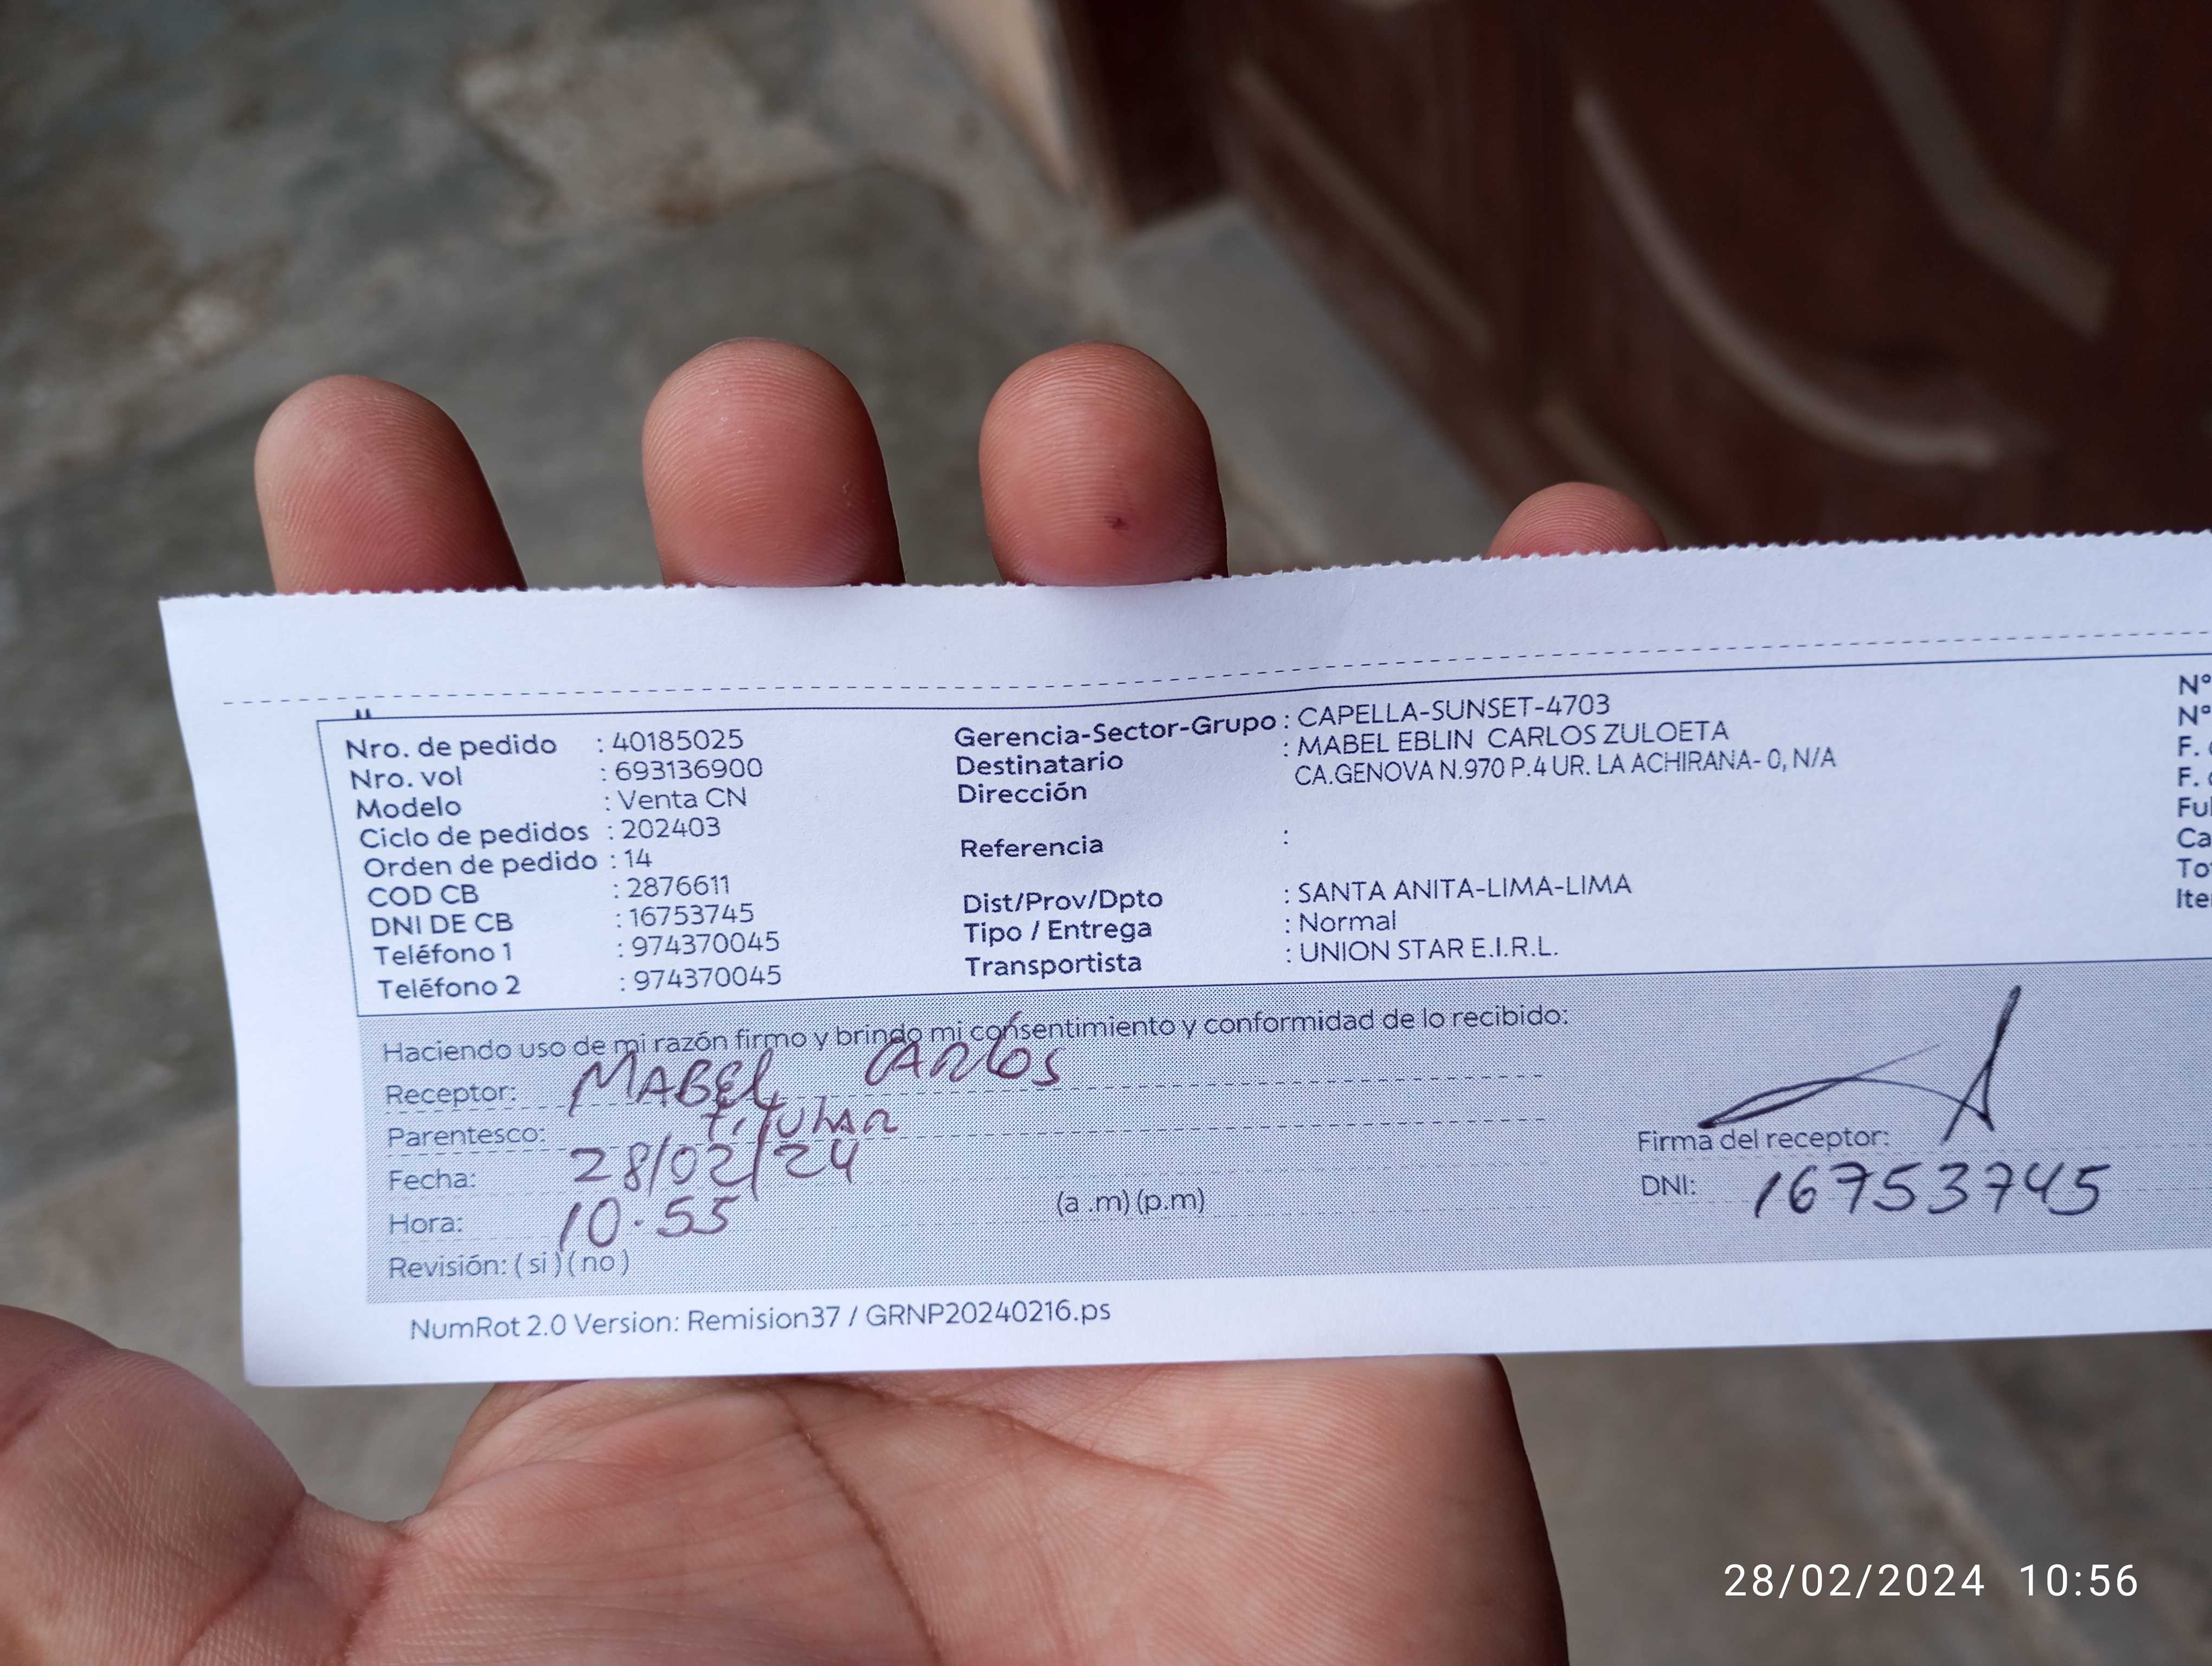 Nro. de pedido : 40185025
Nro. vol : 693136900
Modelo : Venta CN
Ciclo de pedidos : 202403
Orden de pedido : 14
COD CB : 2876611
DNI DE CB : 16753745
Teléfono 1 : 974370045
Teléfono 2 : 974370045
Gerencia-Sector-Grupo : CAPELLA-SUNSET-4703
Destinatario : MABEL EBLIN CARLOS ZULOETA
Dirección CA.GENOVA N.970 P.4 UR. LA ACHIRANA- 0, N/A
Referencia :
Dist/Prov/Dpto : SANTA ANITA-LIMA-LIMA
Tipo / Entrega : Normal
Transportista : UNION STAR E.I.R.L.
N°
N°
F.
F.
Haciendo uso de mi razón firmo y brindo mi consentimiento y conformidad de lo recibido:
Receptor: MABEL CARLOS
Parentesco: TITULAR
Fecha: 28/02/24
Hora: 10.55 (a .m) (p.m)
Revisión: ( si ) ( no )
Firma del receptor:
DNI: 16753745
NumRot 2.0 Version: Remision37 / GRNP20240216.ps
28/02/2024 10:56